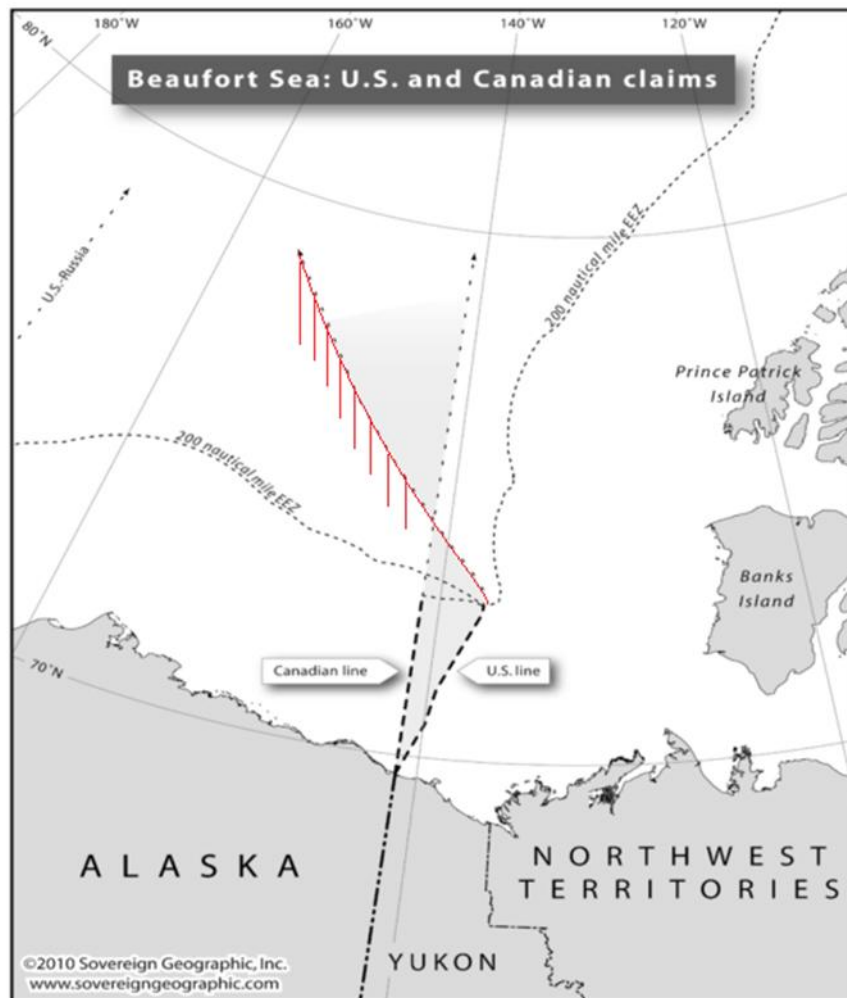 80°N
180°W
160°W
140°W
120°W
Beaufort Sea: U.S. and Canadian claims
U.S.-Russia
200 nautical mile EEZ
Prince Patrick
Island
200 nautical mile EEZ
Banks
Island
Canadian line
U.S. line
70°N
ALASKA
NORTHWEST
TERRITORIES
YUKON
©2010 Sovereign Geographic, Inc.
www.sovereigngeographic.com